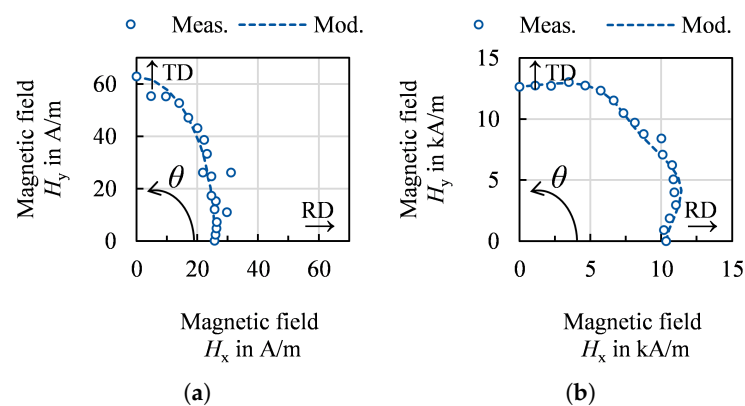 Meas. Mod.
Magnetic field
Hy in A/m
60
40
20
0
TD
θ
RD
0 20 40 60
Magnetic field
Hx in A/m
(a)
Meas. Mod.
Magnetic field
Hy in kA/m
15
10
5
0
TD
θ
RD
0 5 10 15
Magnetic field
Hx in kA/m
(b)